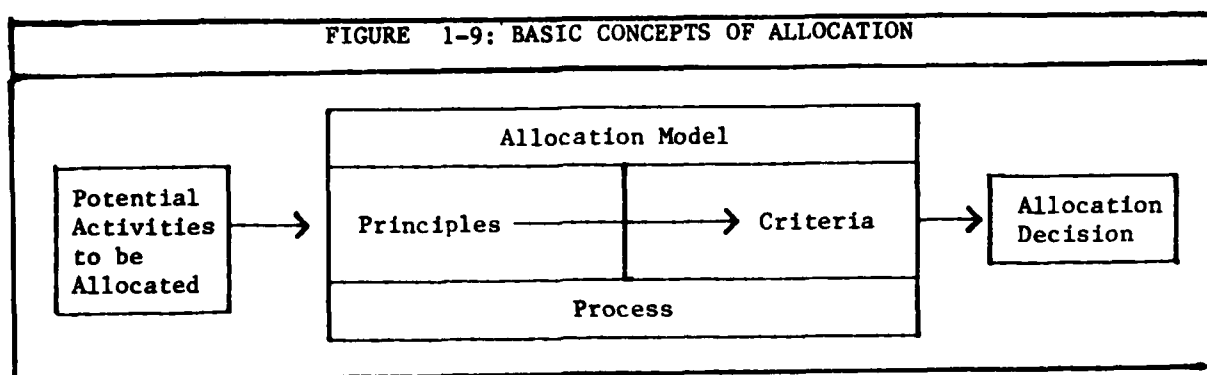 FIGURE 1-9: BASIC CONCEPTS OF ALLOCATION
Allocation Model
Potential
Activities
to be
Allocated
Principles
Criteria
Process
Allocation
Decision